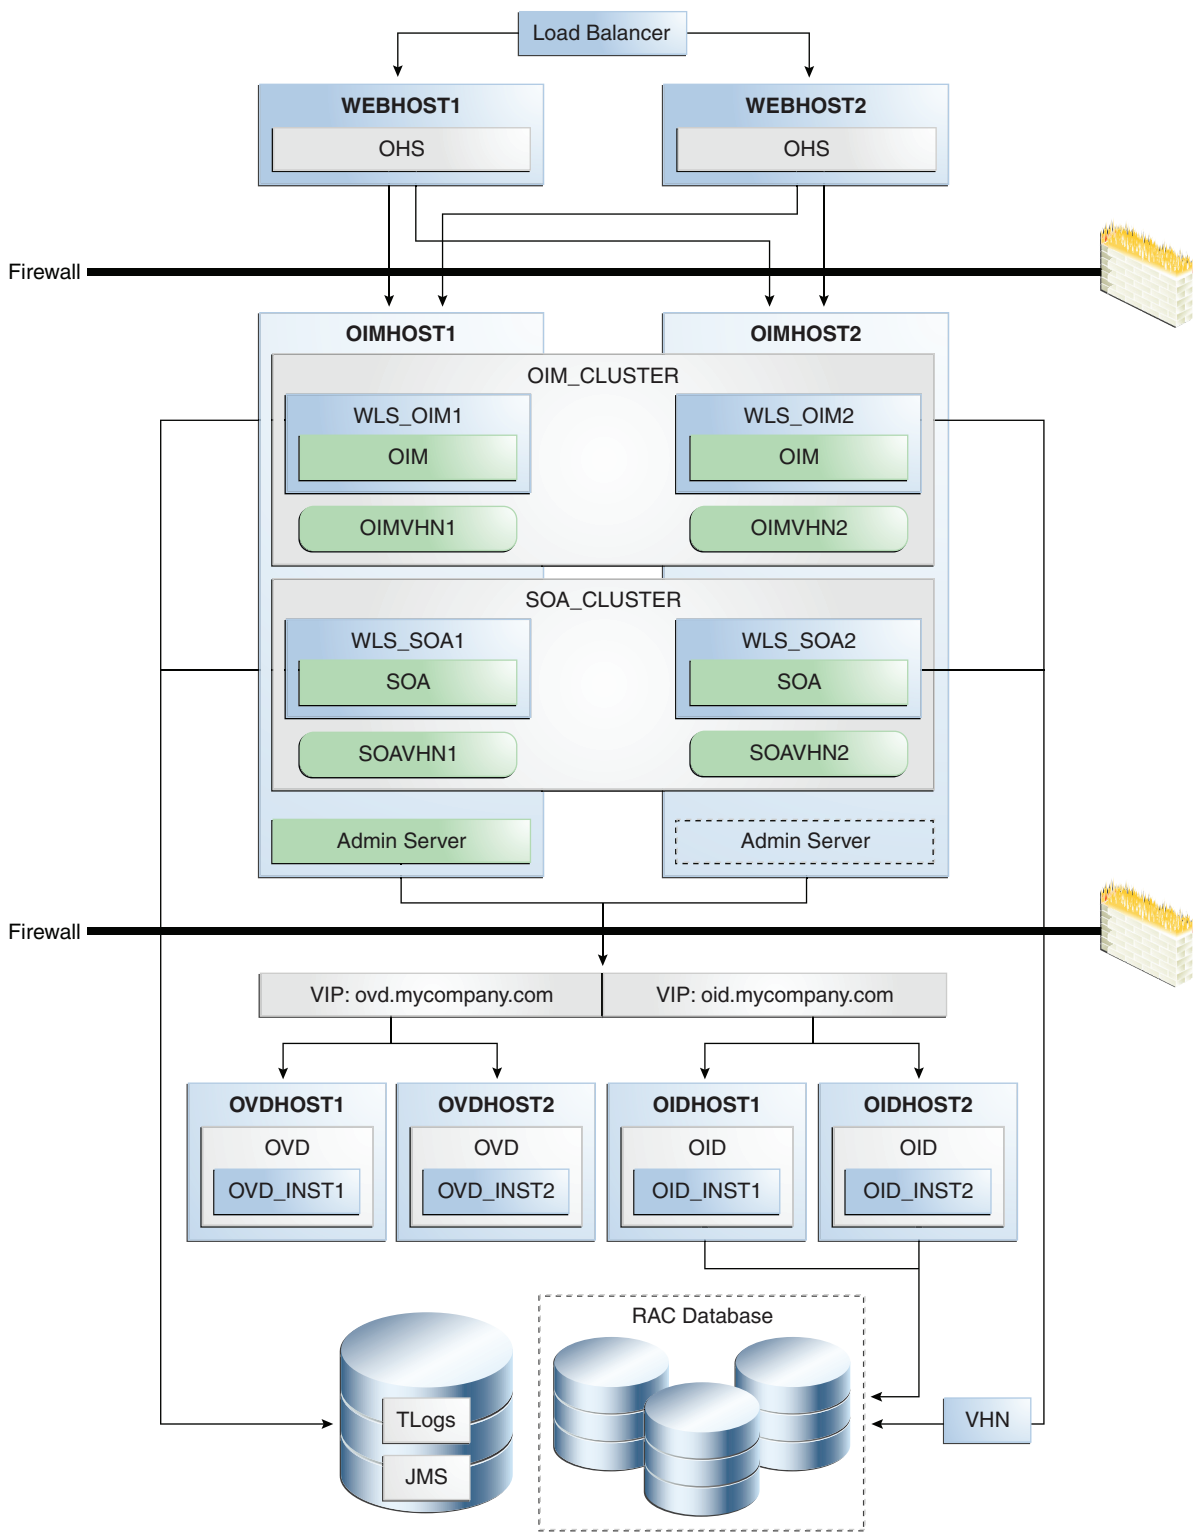 Load Balancer
WEBHOST1
WEBHOST2
OHS
OHS
Firewall
OIMHOST1
OIMHOST2
OIM_CLUSTER
WLS_OIM1
WLS_OIM2
OIM
OIM
OIMVHN1
OIMVHN2
SOA_CLUSTER
WLS_SOA1
WLS_SOA2
SOA
SOA
SOAVHN1
SOAVHN2
Admin Server
Admin Server
Firewall
VIP: ovd.mycompany.com
VIP: oid.mycompany.com
OVDHOST1
OVDHOST2
OIDHOST1
OIDHOST2
OVD
OVD
OID
OID
OVD_INST1
OVD_INST2
OID_INST1
OID_INST2
RAC Database
TLogs
VHN
JMS